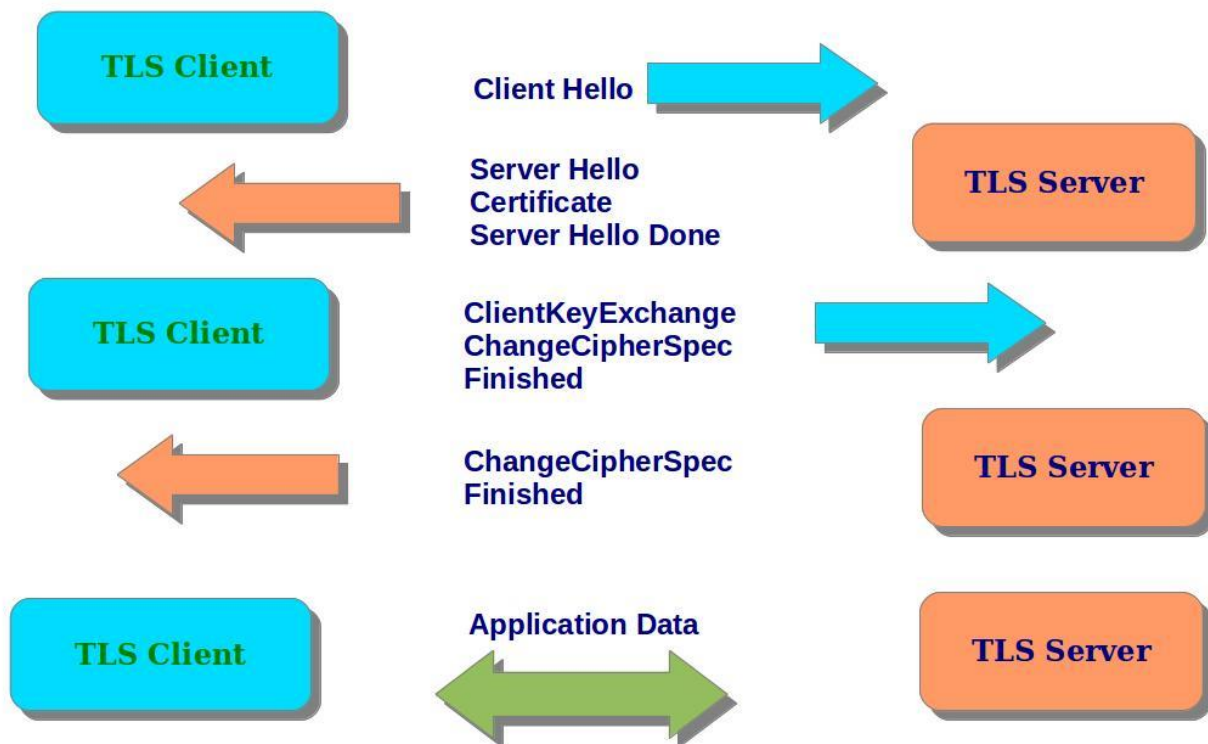 TLS Client
Client Hello
TLS Server
Server Hello
Certificate
Server Hello Done
TLS Client
ClientKeyExchange
ChangeCipherSpec
Finished
TLS Server
ChangeCipherSpec
Finished
TLS Client
Application Data
TLS Server